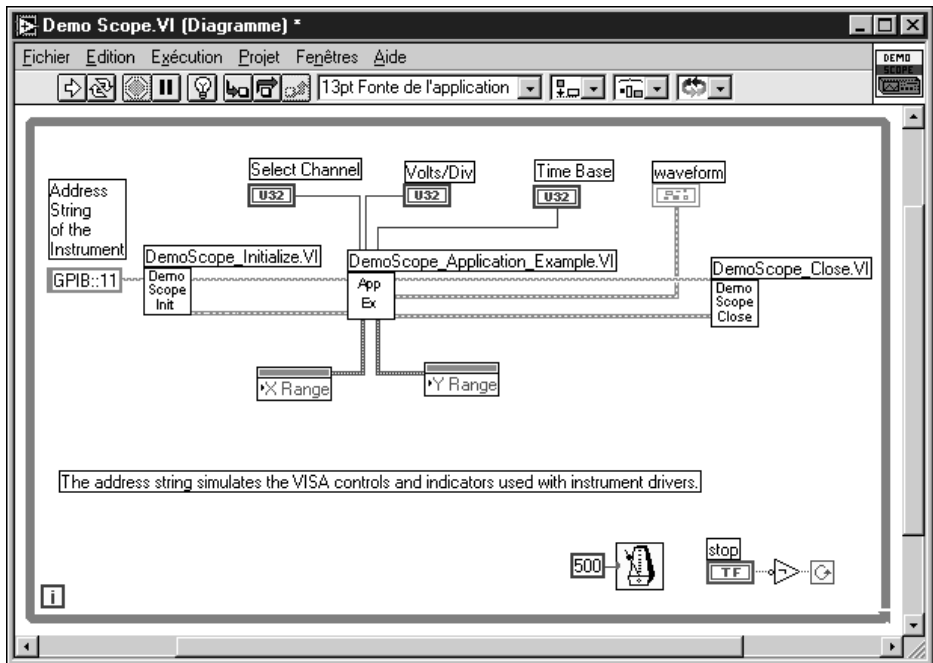 Demo Scope.VI (Diagramme) *
Fichier Edition Exécution Projet Fenêtres Aide
DEMO
SCOPE
13pt Fonte de l'application
Select Channel
U32
Volts/Div
U32
Time Base
U32
waveform
Address
String
of the
Instrument
GPIB::11
DemoScope_Initialize.VI
Demo
Scope
Init
DemoScope_Application_Example.VI
App
Ex
DemoScope_Close.VI
Demo
Scope
Close
X Range
Y Range
The address string simulates the VISA controls and indicators used with instrument drivers.
500
stop
TF
i